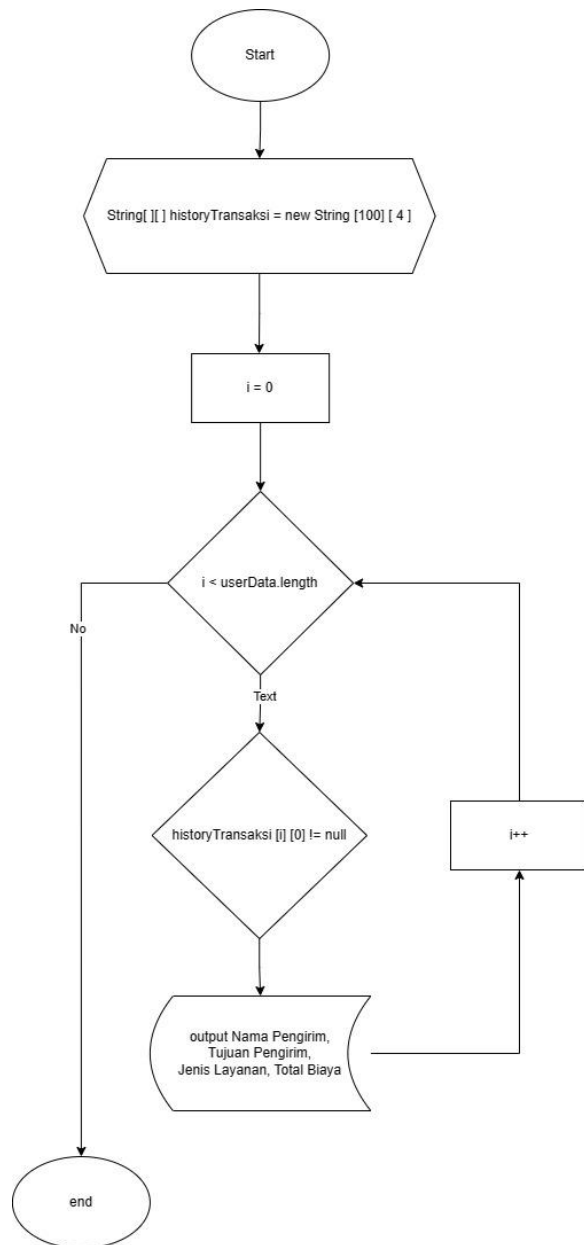 Start
String[ ][ ] historyTransaksi = new String [100] [ 4 ]
i = 0
i < userData.length
No
Text
historyTransaksi [i] [0] != null
i++
output Nama Pengirim,
Tujuan Pengirim,
Jenis Layanan, Total Biaya
end